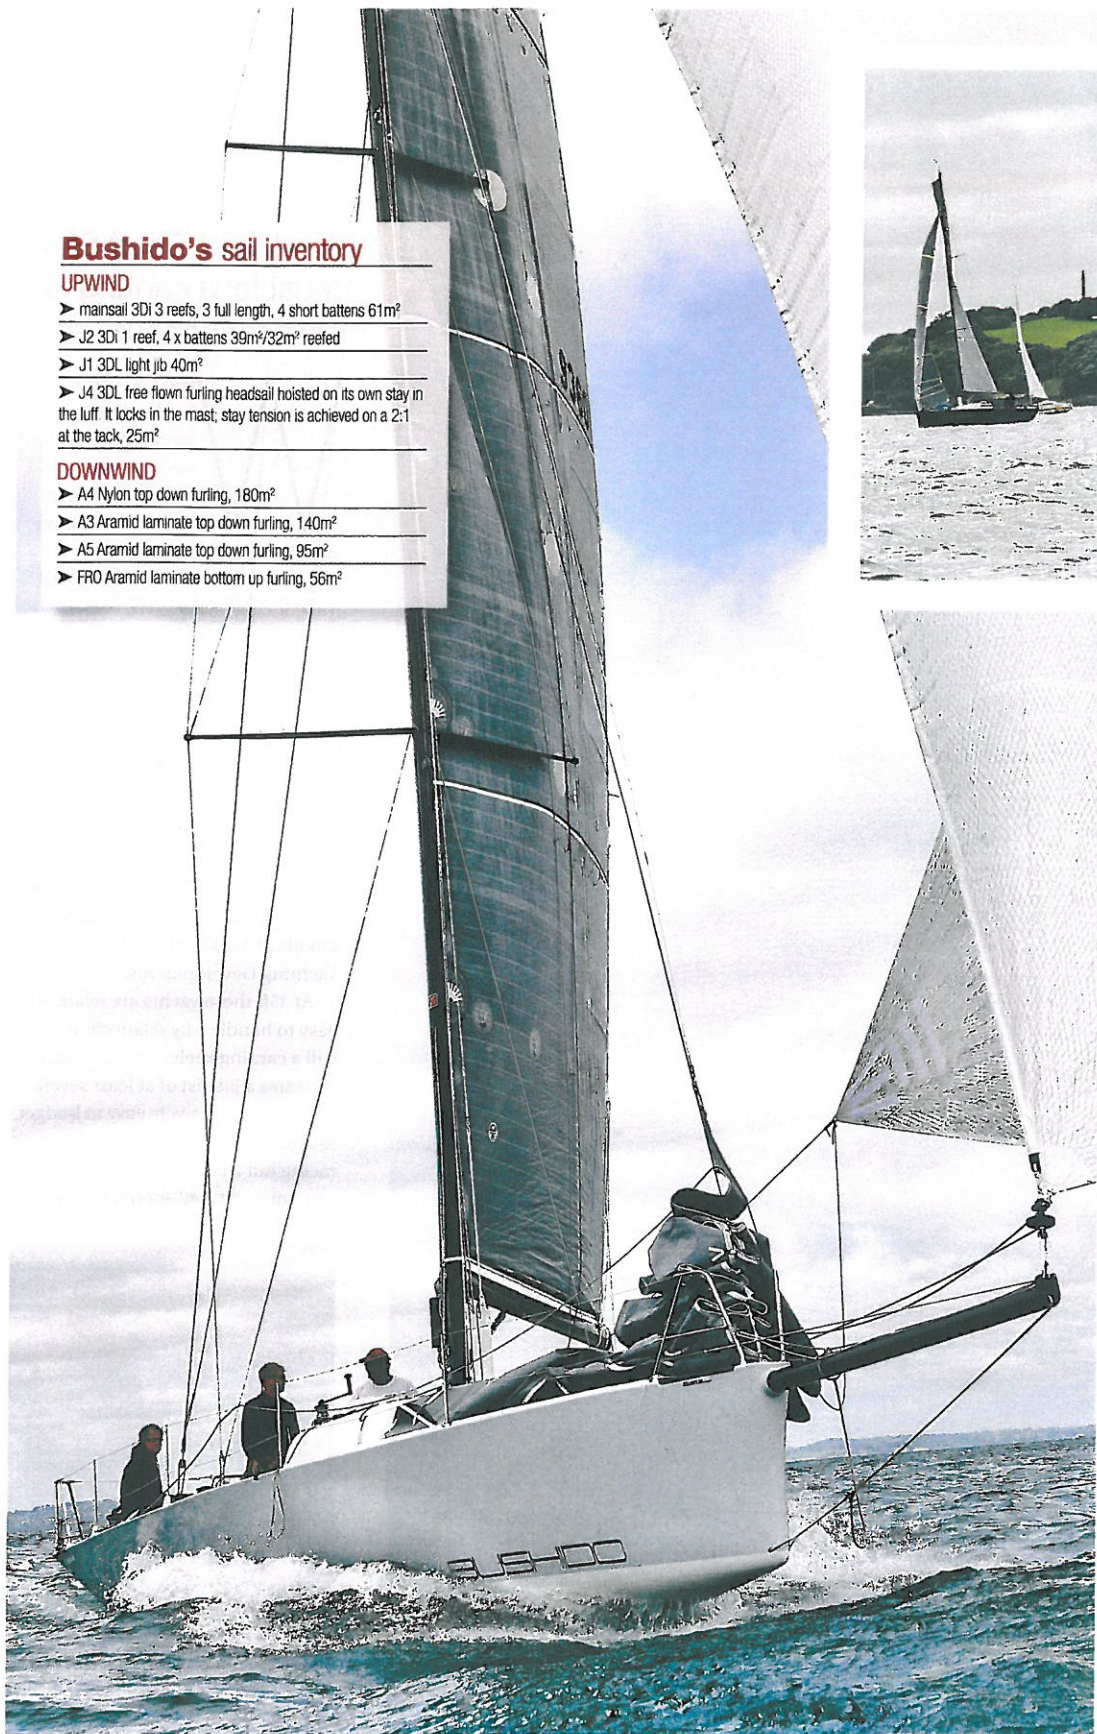 Bushido's sail inventory
UPWIND
➤ mainsail 3Di 3 reefs, 3 full length, 4 short battens 61m²
➤ J2 3Di 1 reef, 4 x battens 39m²/32m² reefed
➤ J1 3DL light jib 40m²
➤ J4 3DL free flown furling headsail hoisted on its own stay in
the luff. It locks in the mast; stay tension is achieved on a 2:1
at the tack, 25m²
DOWNWIND
➤ A4 Nylon top down furling, 180m²
➤ A3 Aramid laminate top down furling, 140m²
➤ A5 Aramid laminate top down furling, 95m²
➤ FRO Aramid laminate bottom up furling, 56m²
BUSHIDO